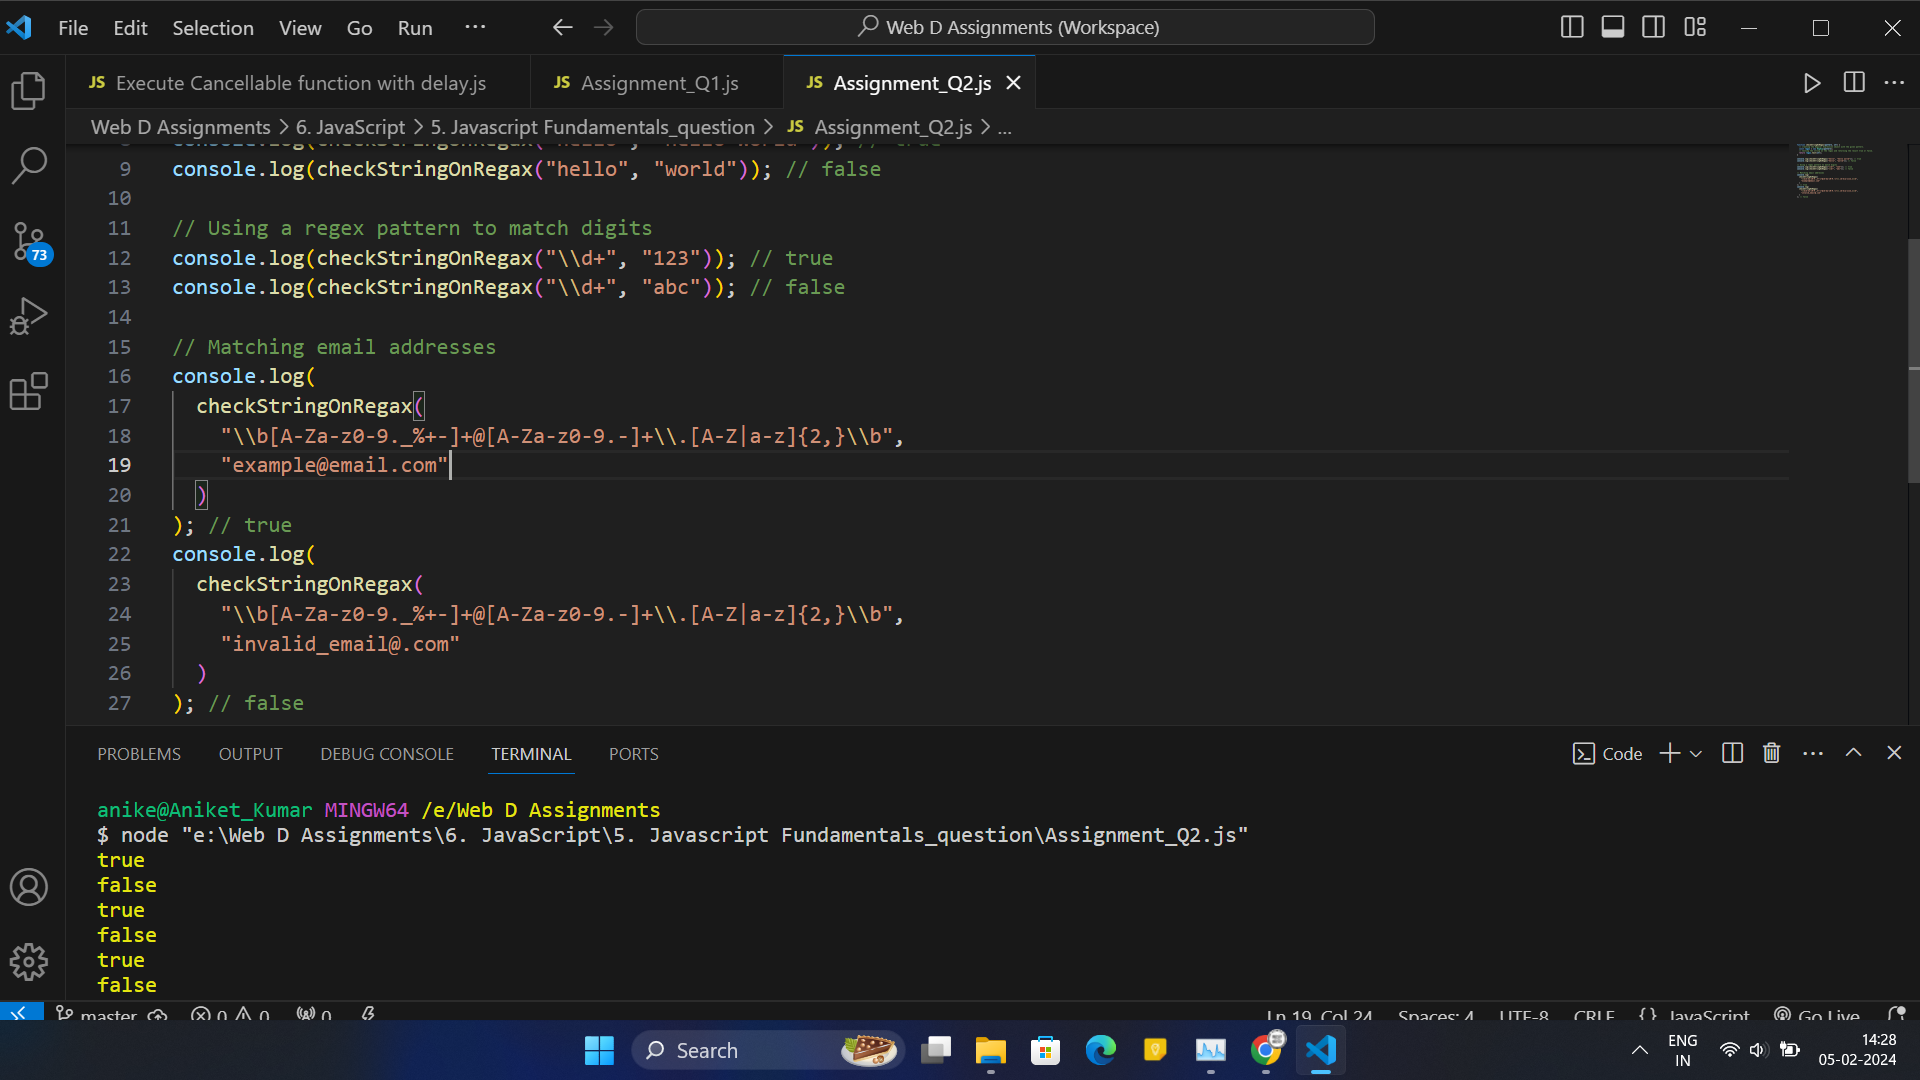 File Edit Selection View Go Run ··· Web D Assignments (Workspace)
JS Execute Cancellable function with delay.js JS Assignment_Q1.js JS Assignment_Q2.js
Web D Assignments > 6. JavaScript > 5. Javascript Fundamentals_question > JS Assignment_Q2.js > ...
9 console.log(checkStringOnRegax("hello", "world")); // false
10
11 // Using a regex pattern to match digits
12 console.log(checkStringOnRegax("\\d+", "123")); // true
13 console.log(checkStringOnRegax("\\d+", "abc")); // false
14
15 // Matching email addresses
16 console.log(
17 checkStringOnRegax(
18 "\\b[A-Za-z0-9._%+-]+@[A-Za-z0-9.-]+\\.[A-Z|a-z]{2,}\\b",
19 "example@email.com"
20 )
21 ); // true
22 console.log(
23 checkStringOnRegax(
24 "\\b[A-Za-z0-9._%+-]+@[A-Za-z0-9.-]+\\.[A-Z|a-z]{2,}\\b",
25 "invalid_email@.com"
26 )
27 ); // false
73
PROBLEMS OUTPUT DEBUG CONSOLE TERMINAL PORTS Code
anike@Aniket_Kumar MINGW64 /e/Web D Assignments
$ node "e:\Web D Assignments\6. JavaScript\5. Javascript Fundamentals_question\Assignment_Q2.js"
true
false
true
false
true
false
master 0 0 0 Ln 19, Col 24 Spaces: 4 UTF-8 CRLF {} JavaScript Go Live
Search ENG IN 14:28 05-02-2024